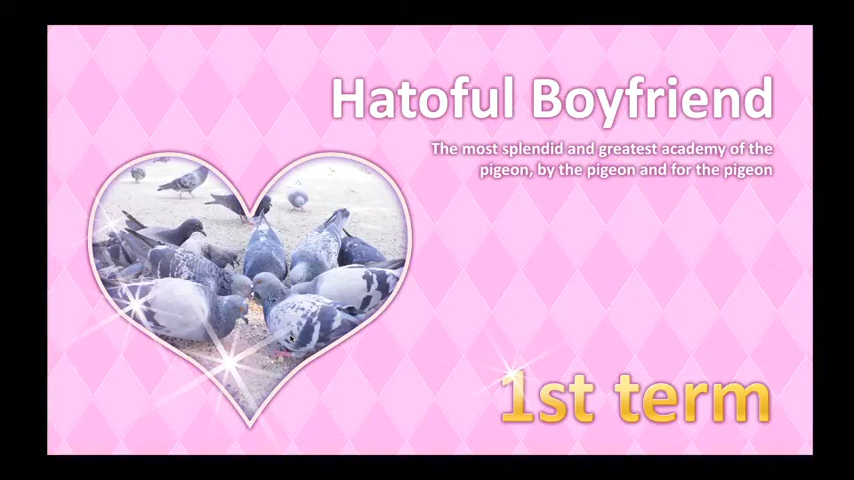 Hatoful Boyfriend
The most splendid and greatest academy of the
pigeon, by the pigeon and for the pigeon
1st term